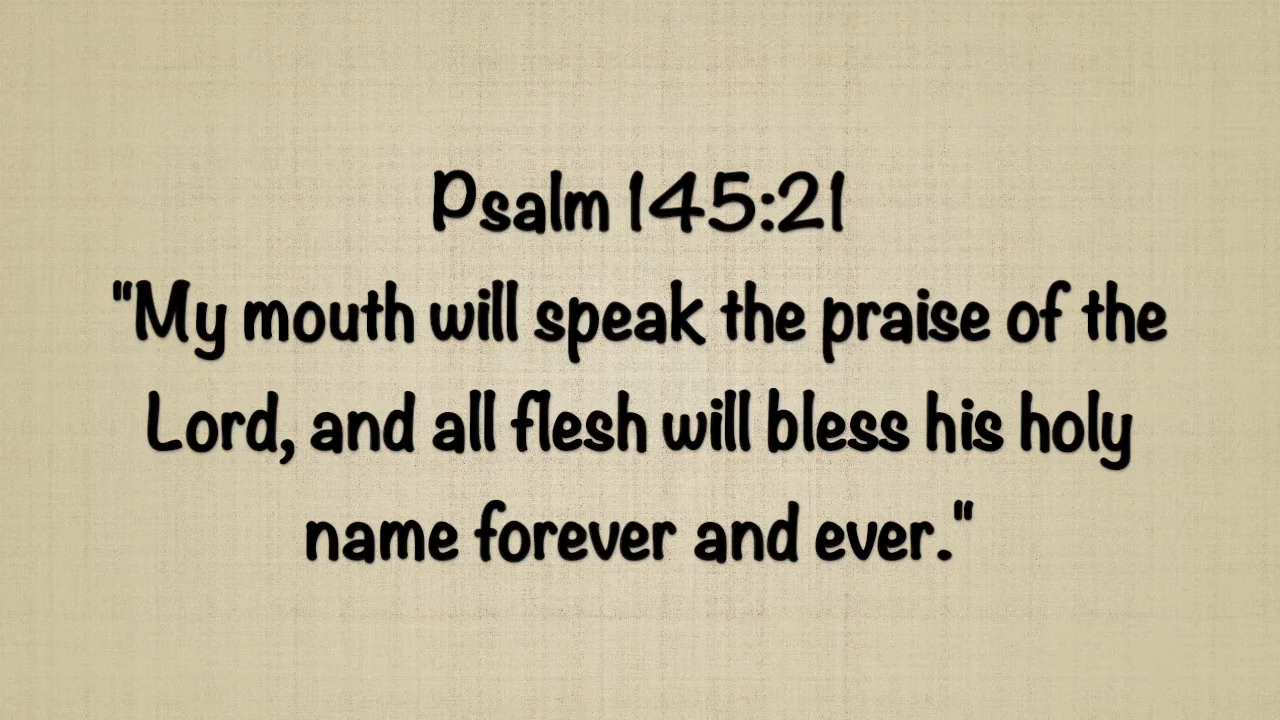 Psalm 145:21
"My mouth will speak the praise of the
Lord, and all flesh will bless his holy
name forever and ever."